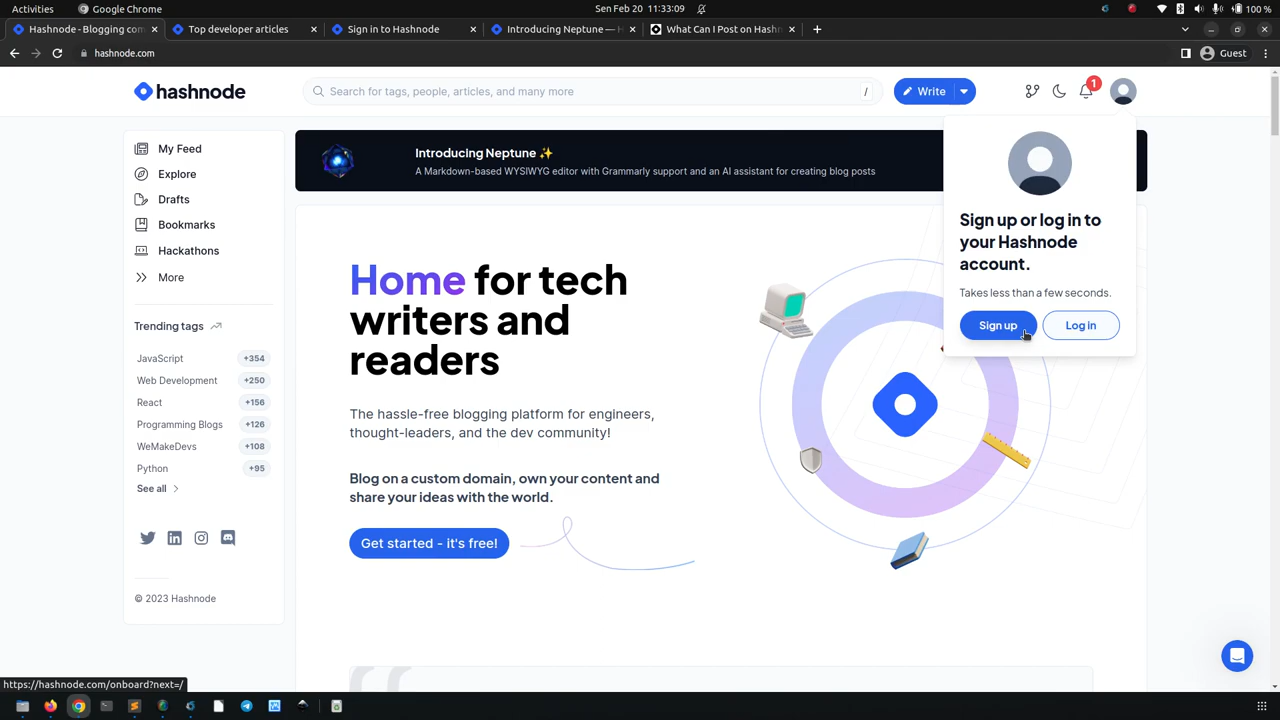 Activities
Google Chrome
Sen Feb 20 11:33:09
100 %
Hashnode - Blogging com
Top developer articles
Sign in to Hashnode
Introducing Neptune — H
What Can I Post on Hashn
hashnode.com
Guest
hashnode
Search for tags, people, articles, and many more
/
Write
1
My Feed
Explore
Drafts
Bookmarks
Hackathons
More
Trending tags
JavaScript +354
Web Development +250
React +156
Programming Blogs +126
WeMakeDevs +108
Python +95
See all
© 2023 Hashnode
Introducing Neptune ✨
A Markdown-based WYSIWYG editor with Grammarly support and an AI assistant for creating blog posts
Home for tech
writers and
readers
The hassle-free blogging platform for engineers,
thought-leaders, and the dev community!
Blog on a custom domain, own your content and
share your ideas with the world.
Get started - it's free!
Sign up or log in to
your Hashnode
account.
Takes less than a few seconds.
Sign up
Log in
https://hashnode.com/onboard?next=/